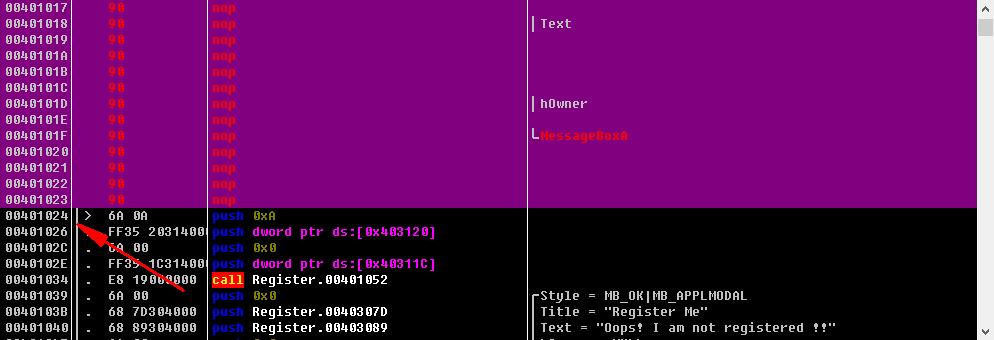 00401017 90 nop
00401018 90 nop Text
00401019 90 nop
0040101A 90 nop
0040101B 90 nop
0040101C 90 nop
0040101D 90 nop hOwner
0040101E 90 nop
0040101F 90 nop MessageBoxA
00401020 90 nop
00401021 90 nop
00401022 90 nop
00401023 90 nop
00401024 > 6A 0A push 0xA
00401026 . FF35 20314000 push dword ptr ds:[0x403120]
0040102C . 6A 00 push 0x0
0040102E . FF35 1C314000 push dword ptr ds:[0x40311C]
00401034 . E8 19000000 call Register.00401052
00401039 . 6A 00 push 0x0 Style = MB_OK|MB_APPLMODAL
0040103B . 68 7D304000 push Register.0040307D Title = "Register Me"
00401040 . 68 89304000 push Register.00403089 Text = "Oops! I am not registered !!"